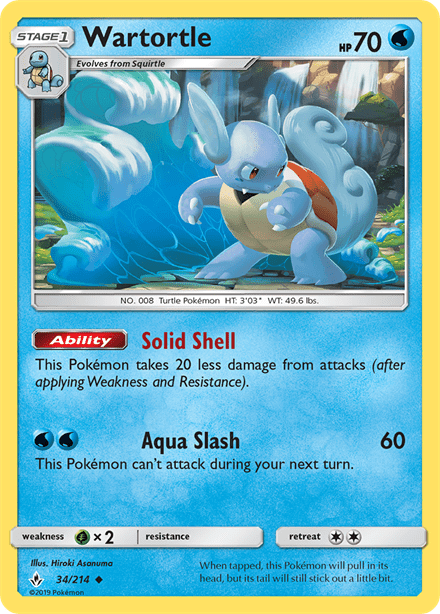 STAGE 1
Wartortle
HP 70
Evolves from Squirtle
NO. 008 Turtle Pokémon HT: 3'03" WT: 49.6 lbs.
Ability Solid Shell
This Pokémon takes 20 less damage from attacks (after
applying Weakness and Resistance).
Aqua Slash 60
This Pokémon can't attack during your next turn.
weakness ×2 resistance retreat
Illus. Hiroki Asanuma
34/214
©2019 Pokémon
When tapped, this Pokémon will pull in its
head, but its tail will still stick out a little bit.